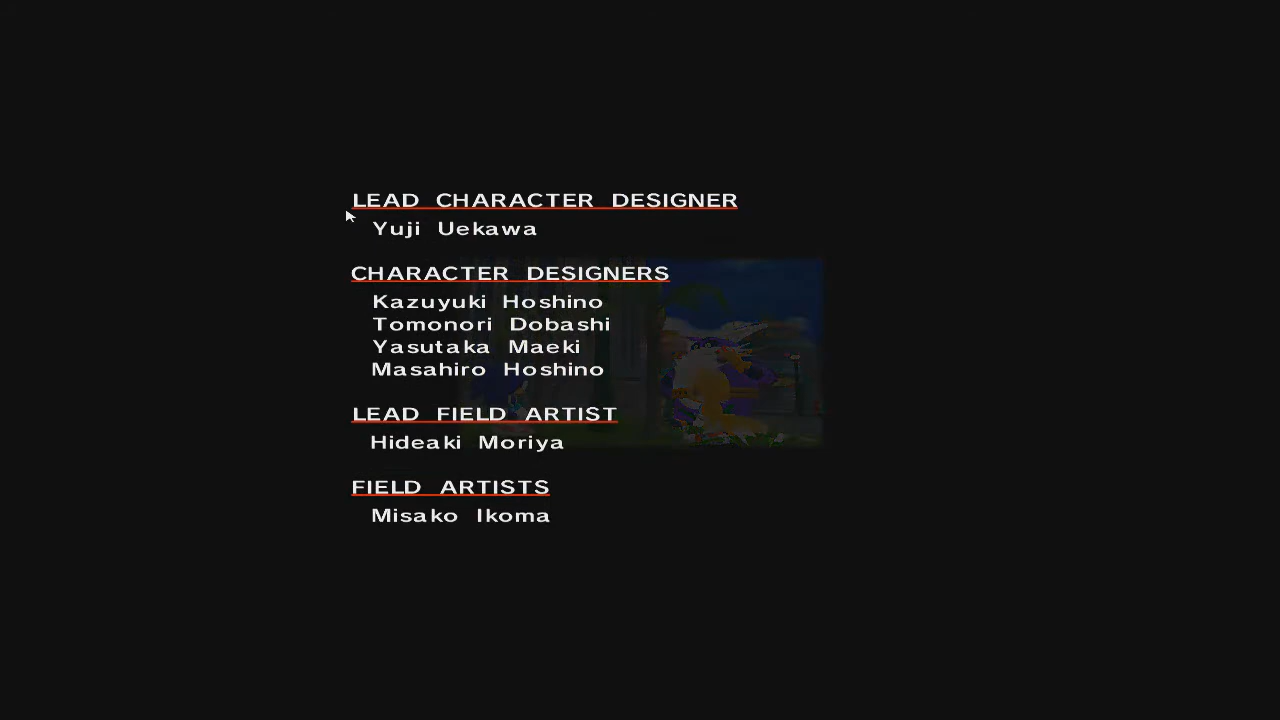 LEAD CHARACTER DESIGNER
Yuji Uekawa
CHARACTER DESIGNERS
Kazuyuki Hoshino
Tomonori Dobashi
Yasutaka Maeki
Masahiro Hoshino
LEAD FIELD ARTIST
Hideaki Moriya
FIELD ARTISTS
Misako Ikoma